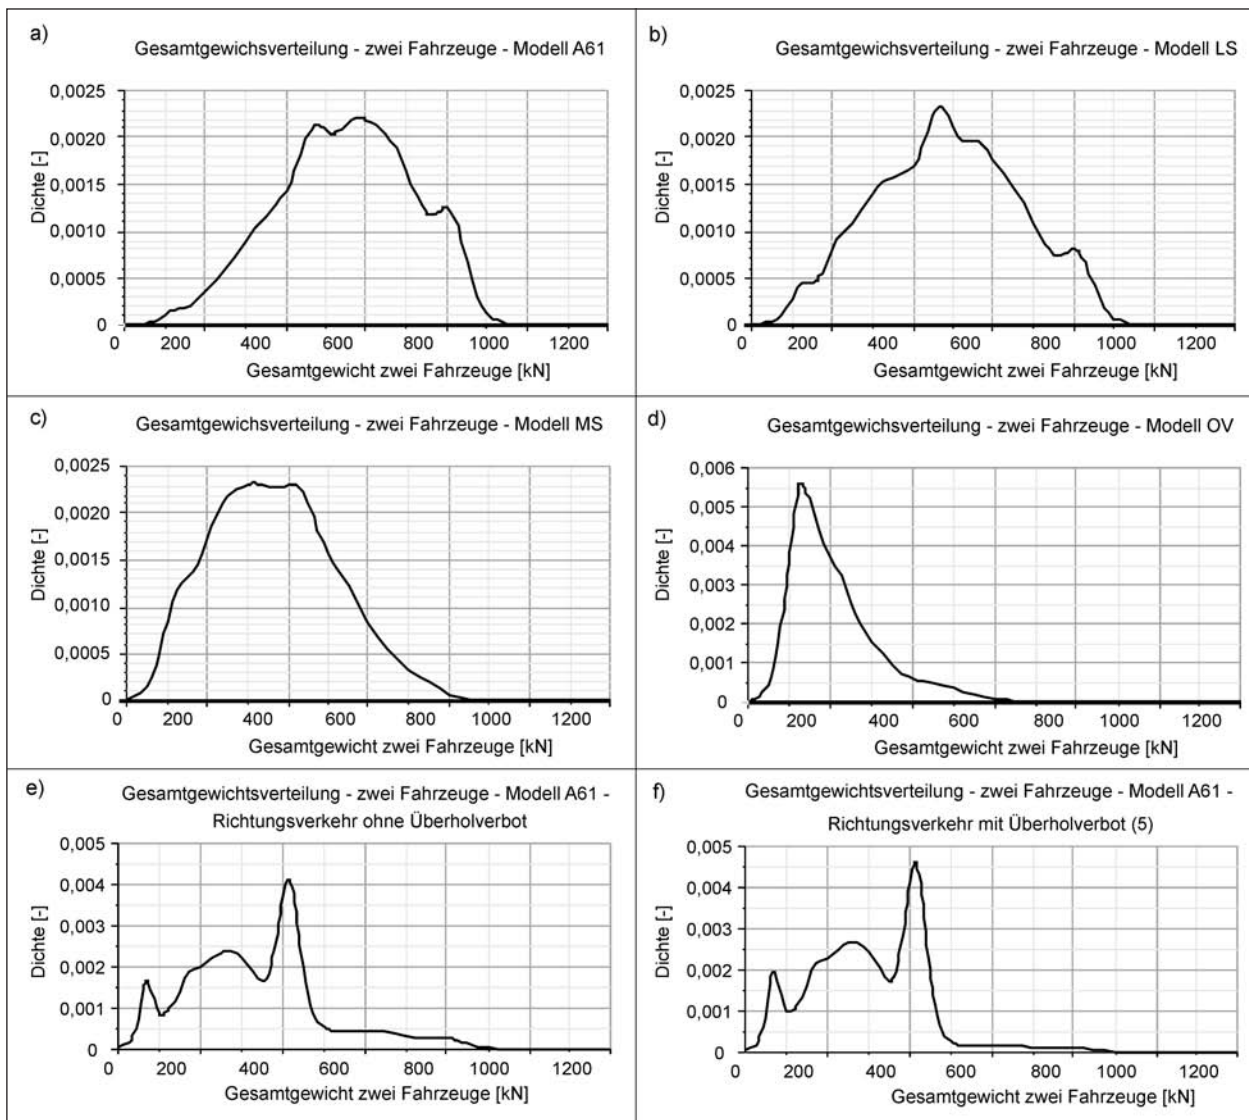 a)
Gesamtgewichsverteilung - zwei Fahrzeuge - Modell A61
0,0025
0,0020
0,0015
0,0010
0,0005
0
Dichte [-]
0 200 400 600 800 1000 1200
Gesamtgewicht zwei Fahrzeuge [kN]
b)
Gesamtgewichsverteilung - zwei Fahrzeuge - Modell LS
0,0025
0,0020
0,0015
0,0010
0,0005
0
Dichte [-]
0 200 400 600 800 1000 1200
Gesamtgewicht zwei Fahrzeuge [kN]
c)
Gesamtgewichsverteilung - zwei Fahrzeuge - Modell MS
0,0025
0,0020
0,0015
0,0010
0,0005
0
Dichte [-]
0 200 400 600 800 1000 1200
Gesamtgewicht zwei Fahrzeuge [kN]
d)
Gesamtgewichsverteilung - zwei Fahrzeuge - Modell OV
0,006
0,005
0,004
0,003
0,002
0,001
0
Dichte [-]
0 200 400 600 800 1000 1200
Gesamtgewicht zwei Fahrzeuge [kN]
e)
Gesamtgewichtsverteilung - zwei Fahrzeuge - Modell A61 -
Richtungsverkehr ohne Überholverbot
0,005
0,004
0,003
0,002
0,001
0
Dichte [-]
0 200 400 600 800 1000 1200
Gesamtgewicht zwei Fahrzeuge [kN]
f)
Gesamtgewichtsverteilung - zwei Fahrzeuge - Modell A61 -
Richtungsverkehr mit Überholverbot (5)
0,005
0,004
0,003
0,002
0,001
0
Dichte [-]
0 200 400 600 800 1000 1200
Gesamtgewicht zwei Fahrzeuge [kN]